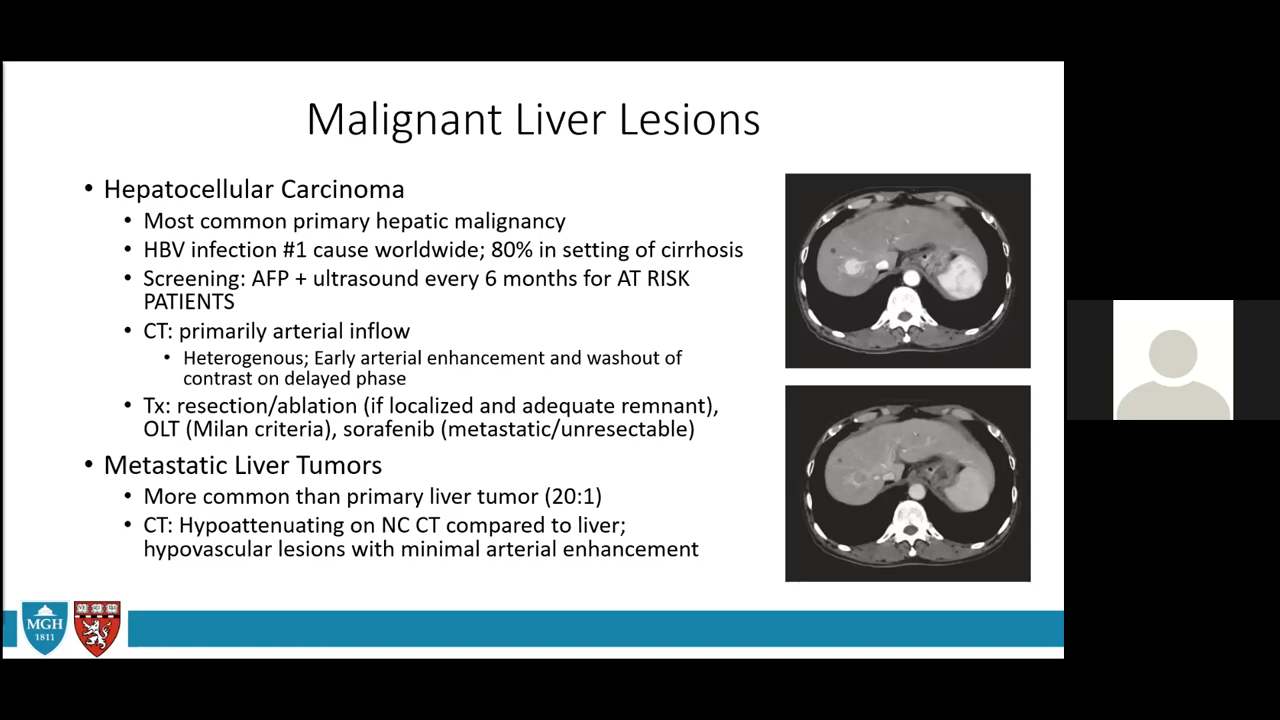 Malignant Liver Lesions
• Hepatocellular Carcinoma
• Most common primary hepatic malignancy
• HBV infection #1 cause worldwide; 80% in setting of cirrhosis
• Screening: AFP + ultrasound every 6 months for AT RISK
PATIENTS
• CT: primarily arterial inflow
• Heterogenous; Early arterial enhancement and washout of
contrast on delayed phase
• Tx: resection/ablation (if localized and adequate remnant),
OLT (Milan criteria), sorafenib (metastatic/unresectable)
• Metastatic Liver Tumors
• More common than primary liver tumor (20:1)
• CT: Hypoattenuating on NC CT compared to liver;
hypovascular lesions with minimal arterial enhancement
MGH
1811